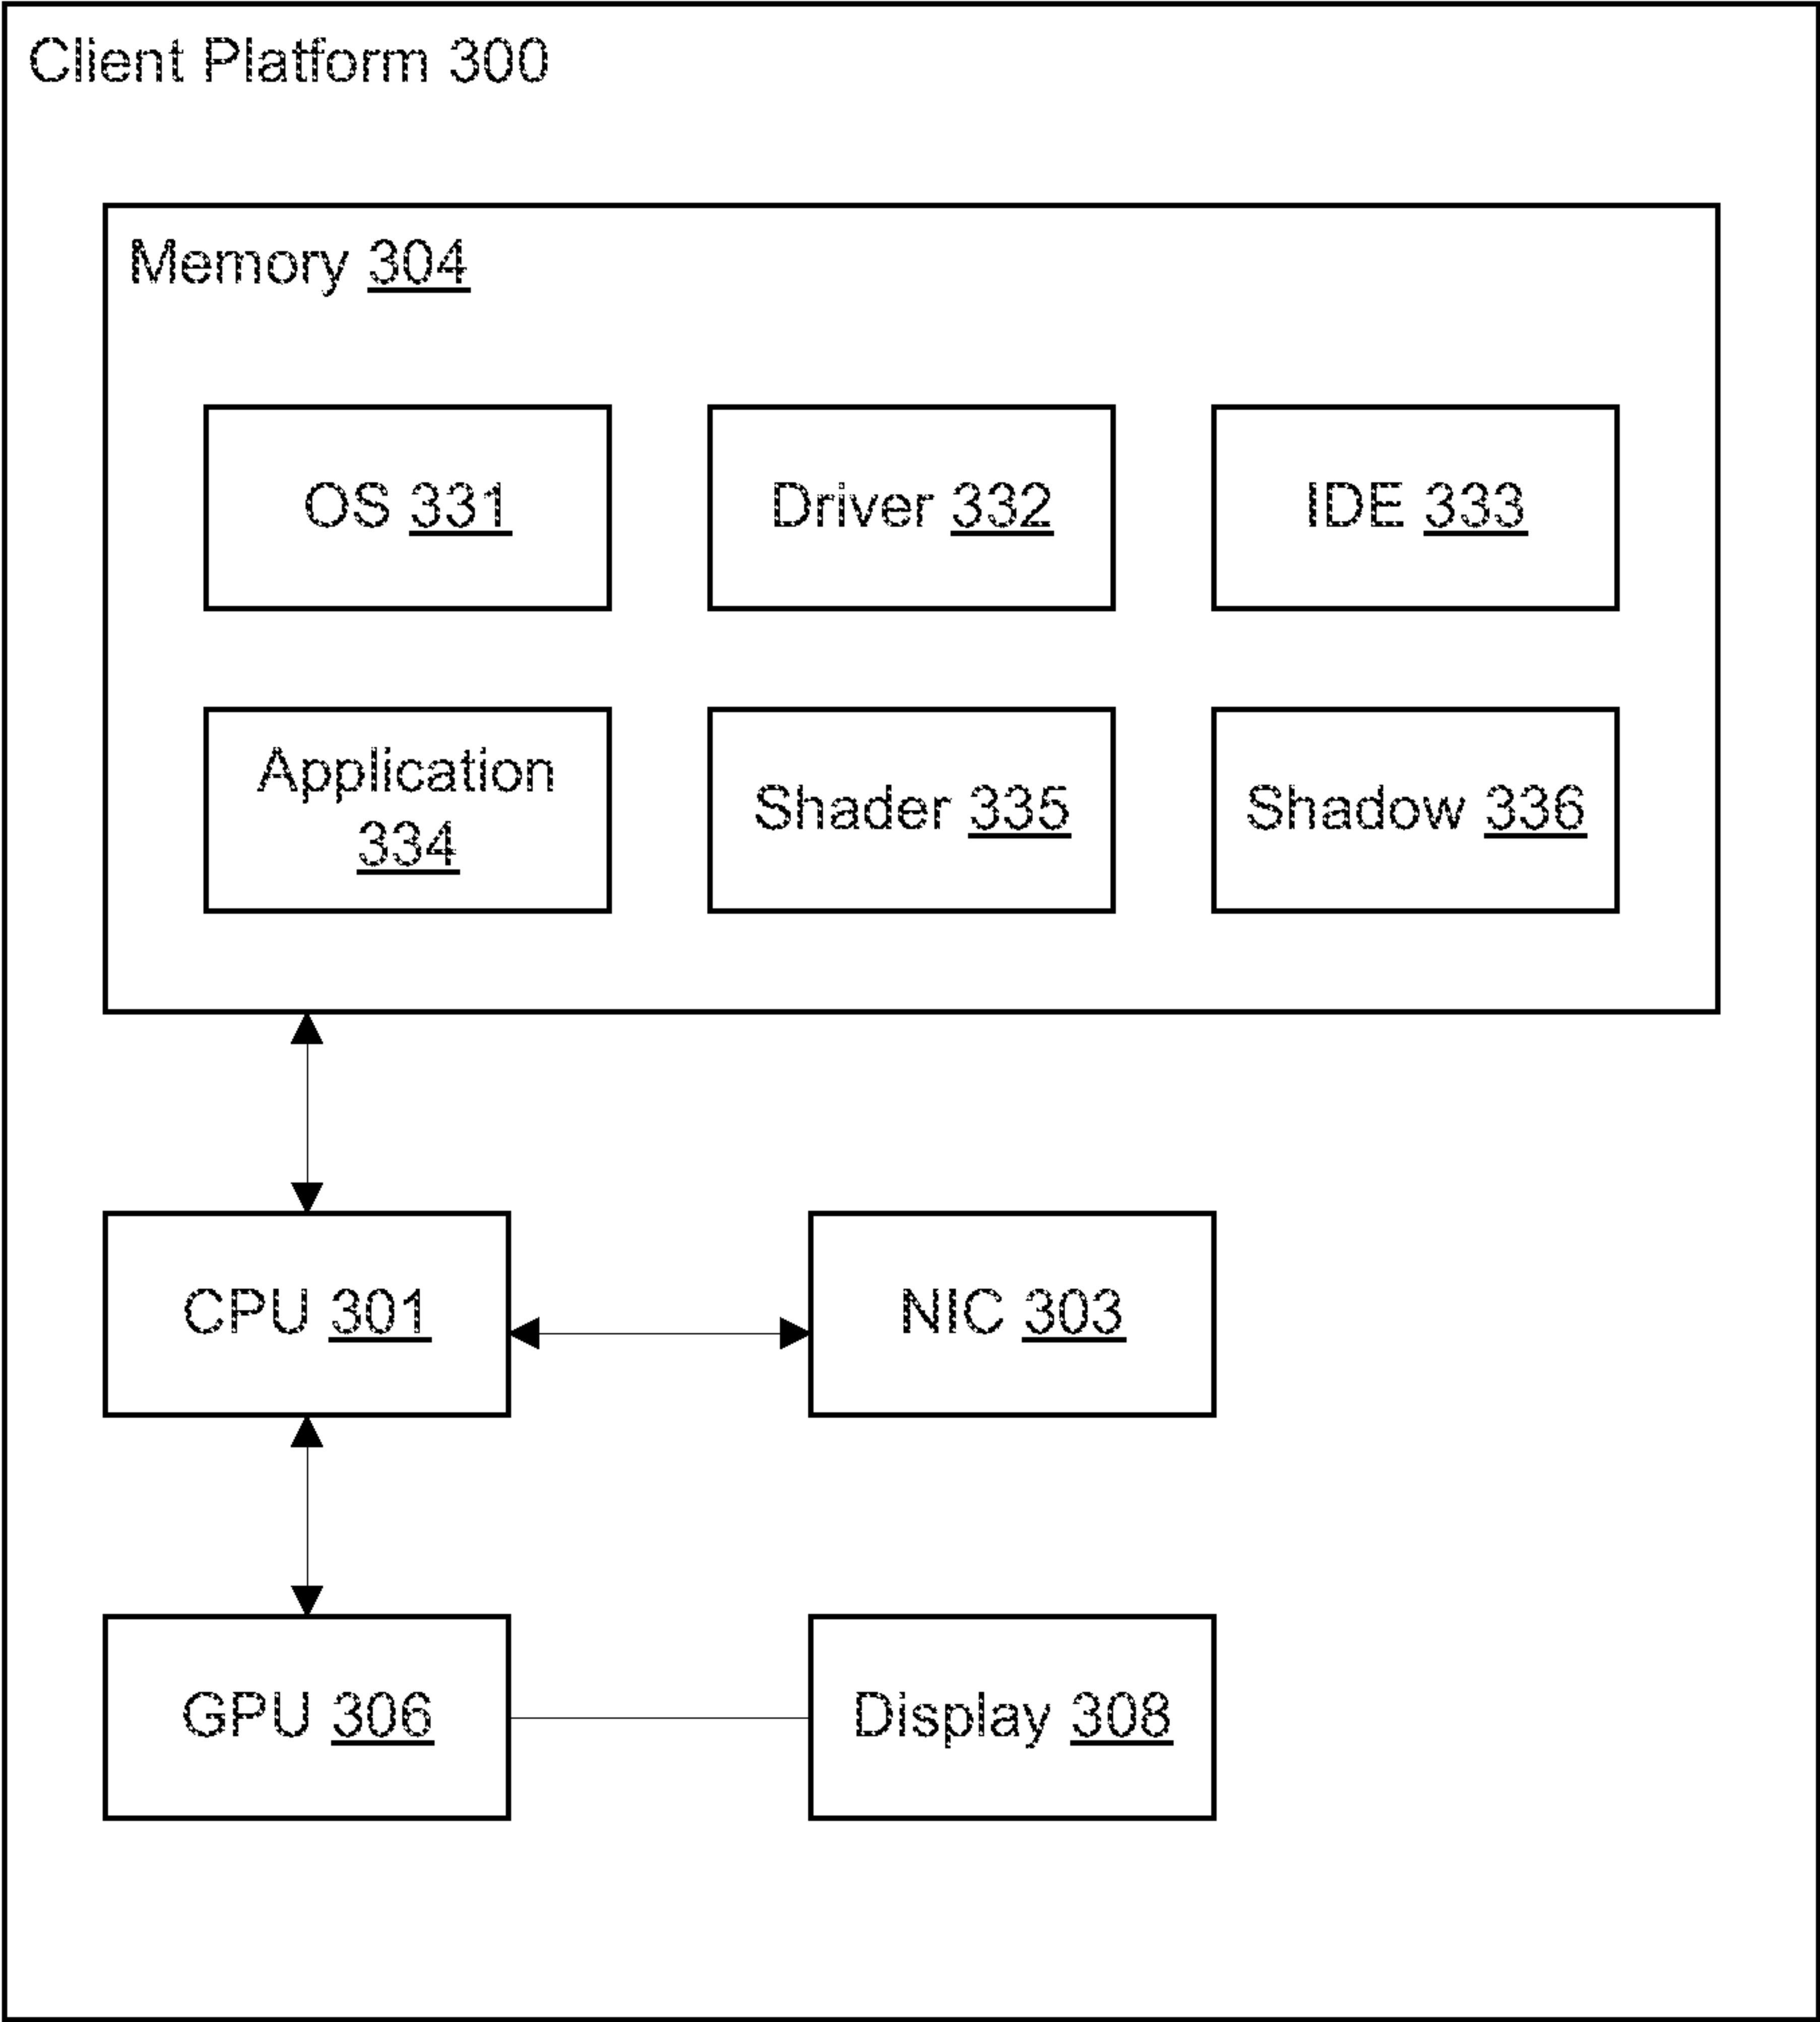 Client Platform 300
Memory 304
OS 331
Driver 332
IDE 333
Application
334
Shader 335
Shadow 336
CPU 301
NIC 303
GPU 306
Display 308